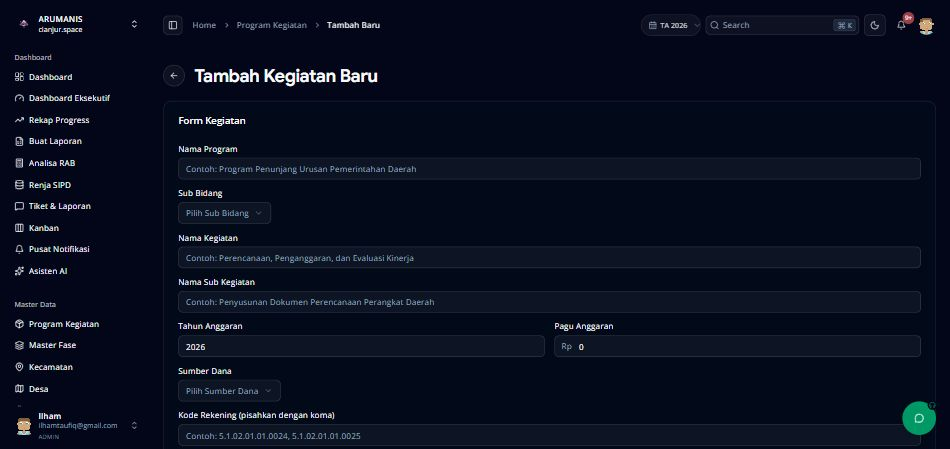 ARUMANIS
cianjur.space
Home > Program Kegiatan > Tambah Baru
TA 2026
Search
⌘ K
9+
Dashboard
Dashboard
Dashboard Eksekutif
Rekap Progress
Buat Laporan
Analisa RAB
Renja SIPD
Tiket & Laporan
Kanban
Pusat Notifikasi
Asisten AI
Master Data
Program Kegiatan
Master Fase
Kecamatan
Desa
Ilham
ilhamtaufiq@gmail.com
ADMIN
Tambah Kegiatan Baru
Form Kegiatan
Nama Program
Contoh: Program Penunjang Urusan Pemerintahan Daerah
Sub Bidang
Pilih Sub Bidang
Nama Kegiatan
Contoh: Perencanaan, Penganggaran, dan Evaluasi Kinerja
Nama Sub Kegiatan
Contoh: Penyusunan Dokumen Perencanaan Perangkat Daerah
Tahun Anggaran
2026
Pagu Anggaran
Rp 0
Sumber Dana
Pilih Sumber Dana
Kode Rekening (pisahkan dengan koma)
Contoh: 5.1.02.01.01.0024, 5.1.02.01.01.0025